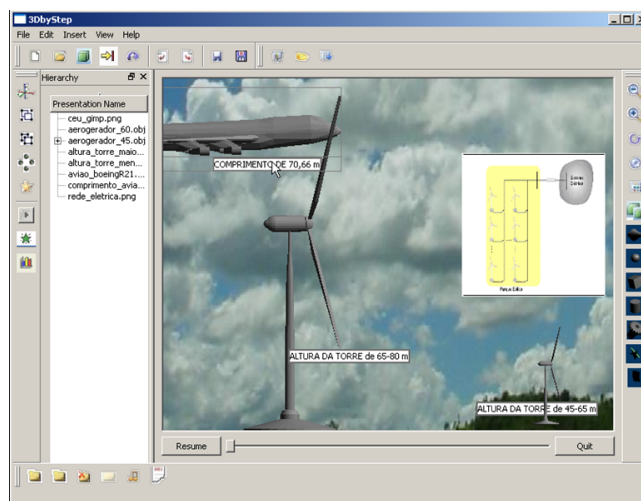 3DbyStep
File Edit Insert View Help
Hierarchy
Presentation Name
ceu_gimp.png
aerogerador_60.obj
aerogerador_45.obj
altura_torre_maio...
altura_torre_men...
aviao_boeingR21....
comprimento_avia...
rede_eletrica.png
COMPRIMENTO DE 70,66 m
Parque Eólico
ALTURA DA TORRE de 65-80 m
ALTURA DA TORRE de 45-65 m
Resume
Quit